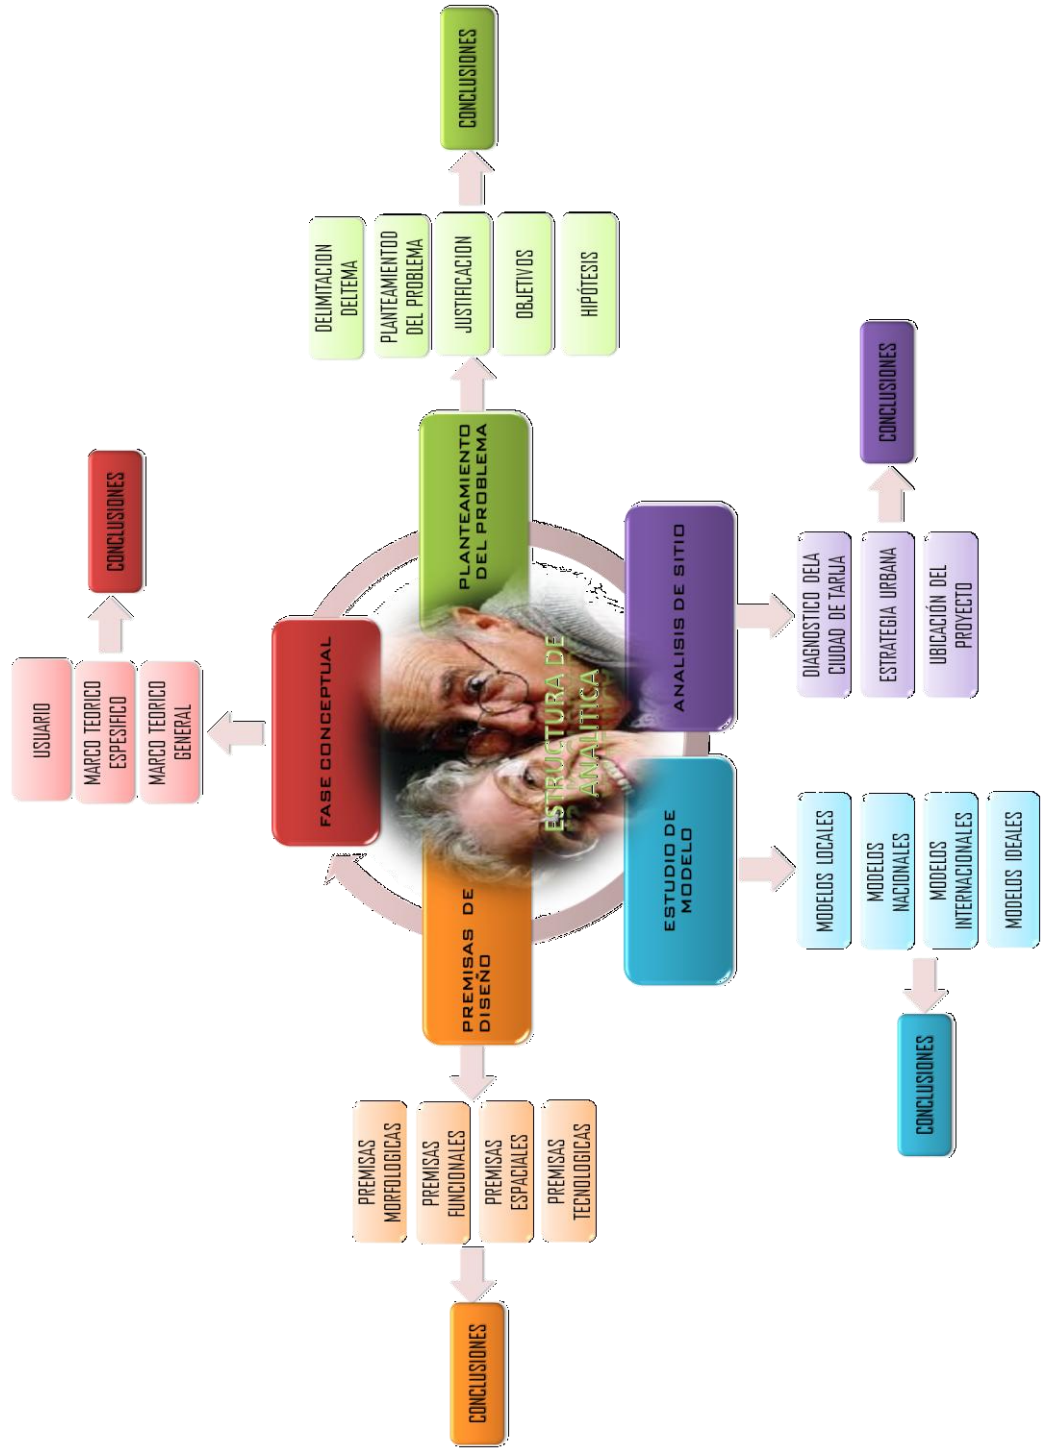 USUARIO
MARCO TEORICO
ESPESIFICO
MARCO TEORICO
GENERAL
CONCLUSIONES
FASE CONCEPTUAL
PLANTEAMIENTO
DEL PROBLEMA
DELIMITACION
DELTEMA
PLANTEAMIENTOO
DEL PROBLEMA
JUSTIFICACION
OBJETIVOS
HIPÓTESIS
CONCLUSIONES
ESTRUCTURA DE
ANALITICA
ANALISIS DE SITIO
DIAGNOSTICO DELA
CIUDAD DE TARIJA
ESTRATEGIA URBANA
UBICACIÓN DEL
PROYECTO
CONCLUSIONES
ESTUDIO DE
MODELO
MODELOS LOCALES
MODELOS
NACIONALES
MODELOS
INTERNACIONALES
MODELOS IDEALES
CONCLUSIONES
PREMISAS DE
DISEÑO
PREMISAS
MORFOLOGICAS
PREMISAS
FUNCIONALES
PREMISAS
ESPACIALES
PREMISAS
TECNOLOGICAS
CONCLUSIONES